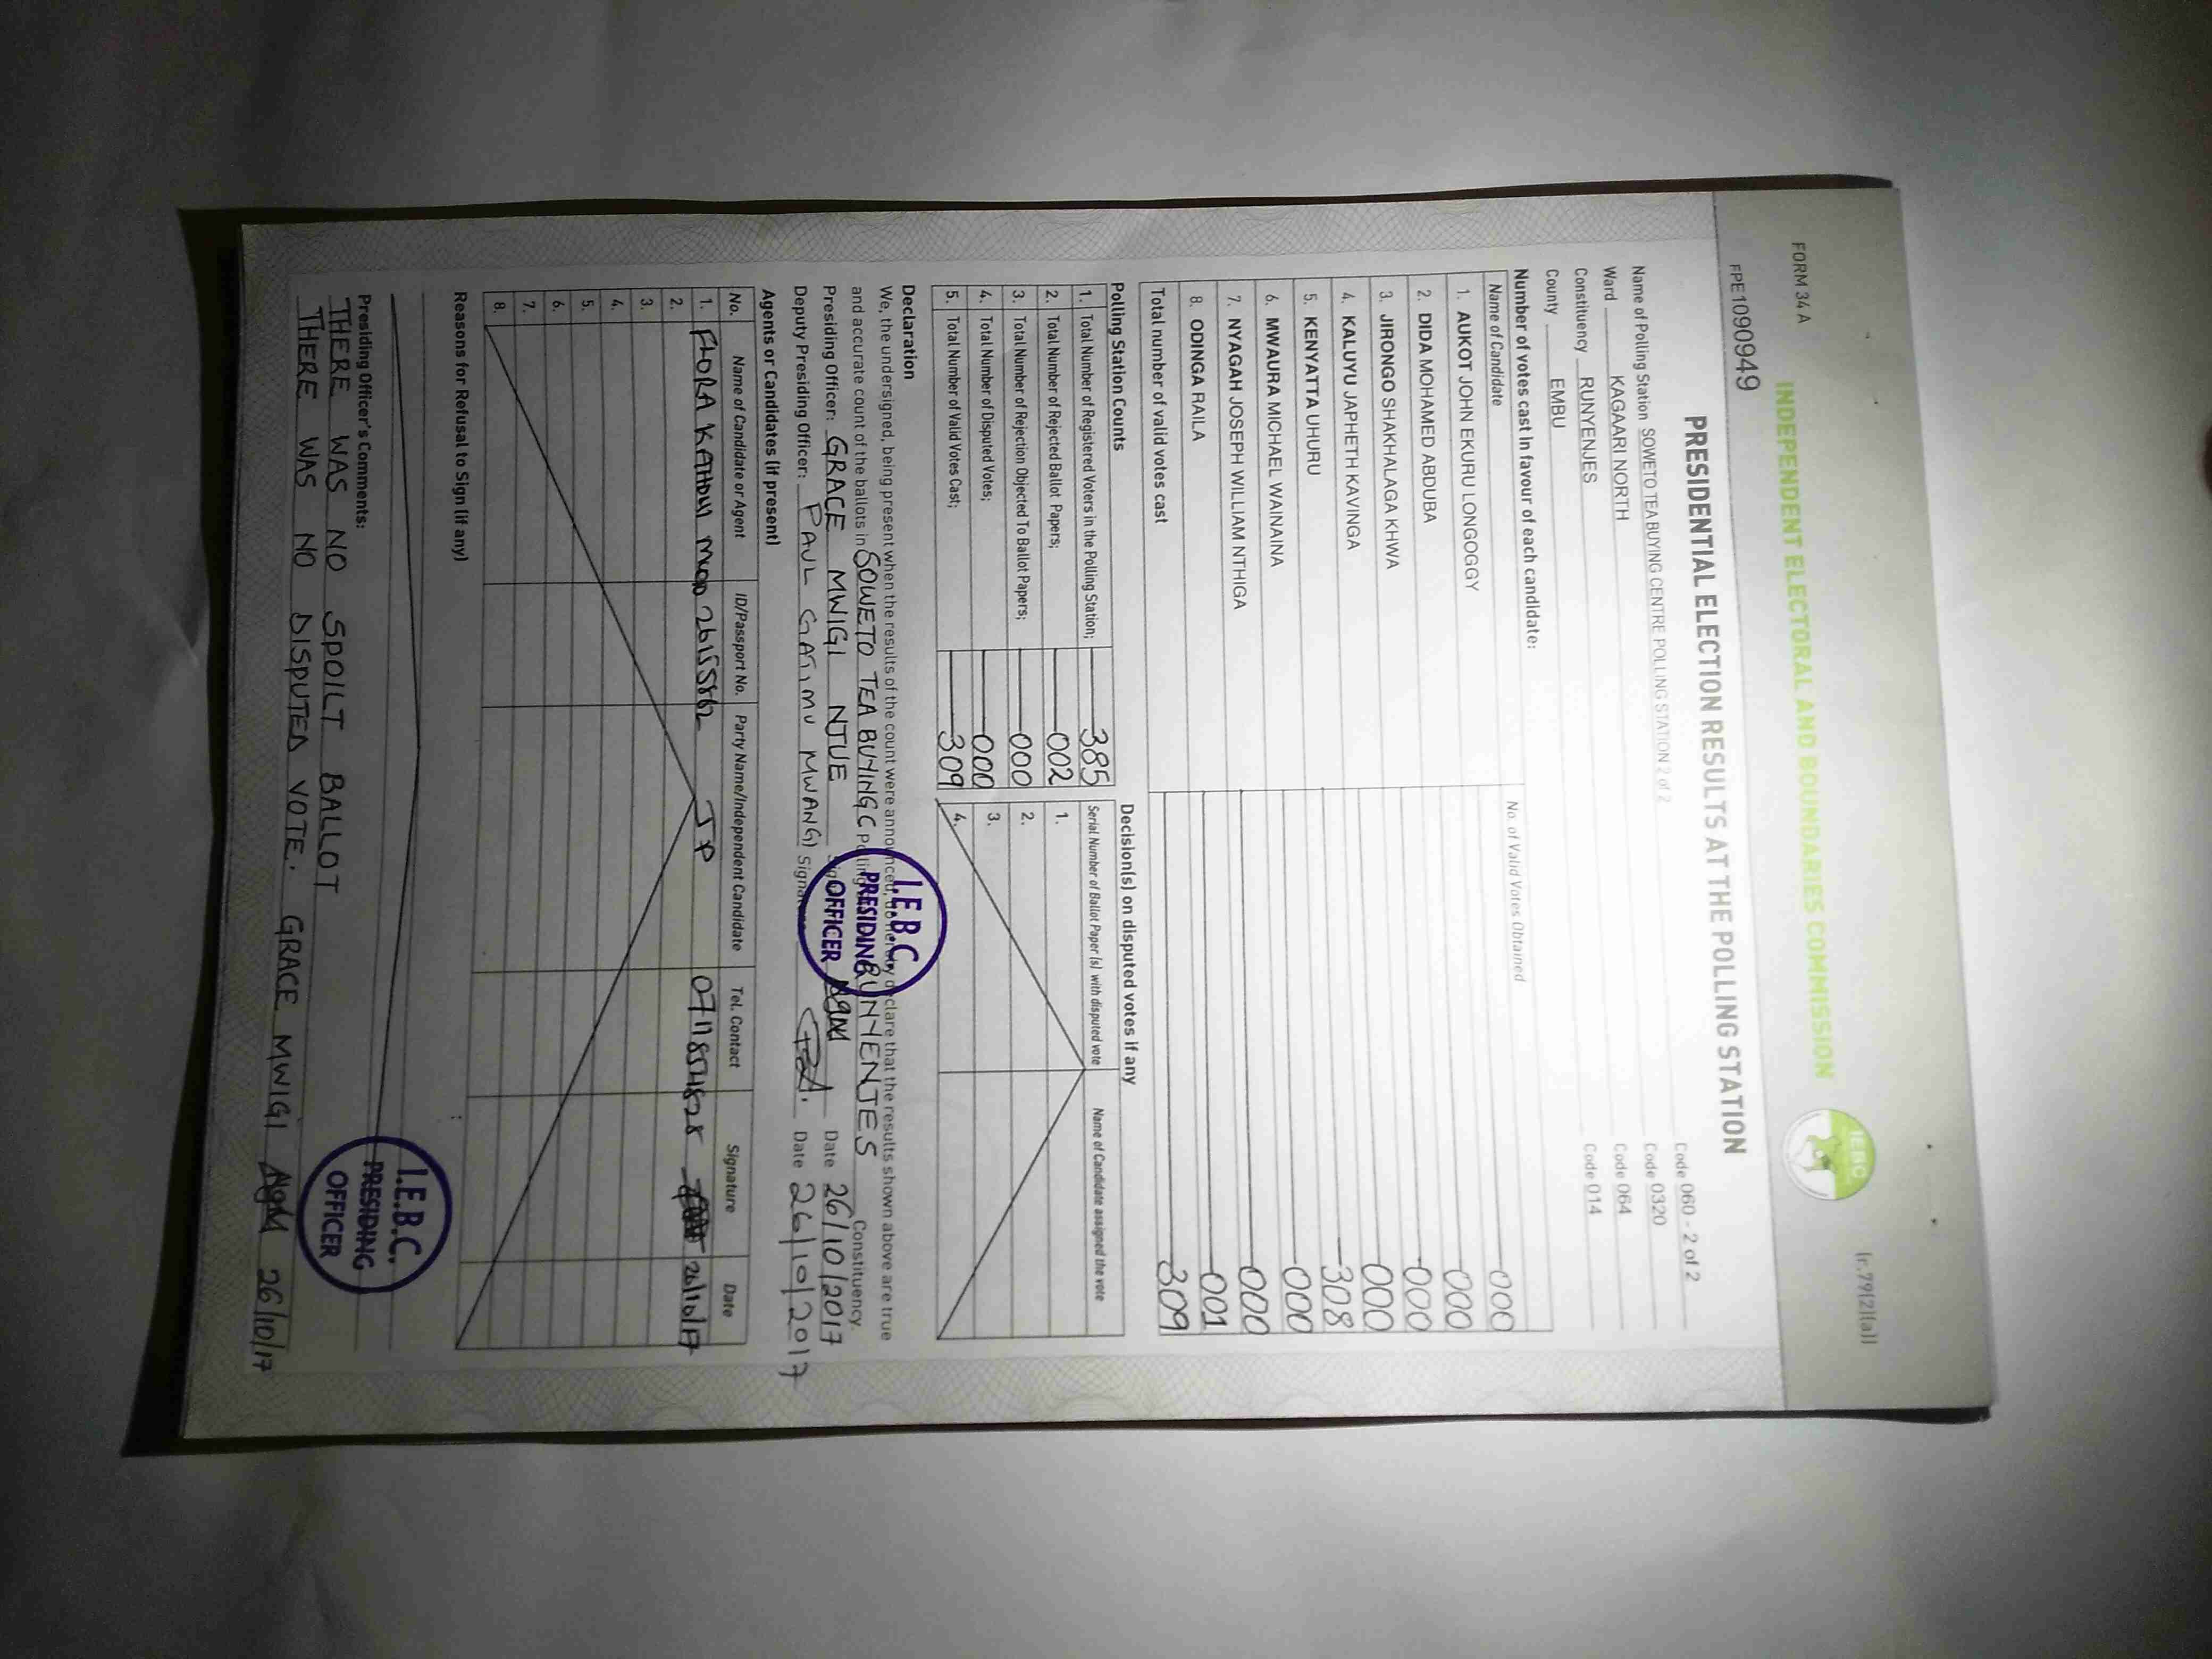 FORM 34A
(r.79(2)(a))
INDEPENDENT ELECTORAL AND BOUNDARIES COMMISSION
IEBC
FPE1090949
PRESIDENTIAL ELECTION RESULTS AT THE POLLING STATION
Name of Polling Station SOWETO TEA BUYING CENTRE POLLING STATION 2 of 2 Code 060 - 2 of 2
Ward KAGAARI NORTH Code 0320
Constituency RUNYENJES Code 064
County EMBU Code 014
Number of votes cast in favour of each candidate:
Name of Candidate No. of Valid Votes Obtained
1. AUKOT JOHN EKURU LONGOGGY 000
2. DIDA MOHAMED ABDUBA 000
3. JIRONGO SHAKHALAGA KHWA 000
4. KALUYU JAPHETH KAVINGA 000
5. KENYATTA UHURU 308
6. MWAURA MICHAEL WAINAINA 000
7. NYAGAH JOSEPH WILLIAM NTHIGA 000
8. ODINGA RAILA 001
Total number of valid votes cast 309
Polling Station Counts
1. Total Number of Registered Voters in the Polling Station; 385
2. Total Number of Rejected Ballot Papers; 002
3. Total Number of Rejection Objected To Ballot Papers; 000
4. Total Number of Disputed Votes; 000
5. Total Number of Valid Votes Cast; 309
Decision(s) on disputed votes if any
Serial Number of Ballot Paper (s) with disputed vote Name of Candidate assigned the vote
1.
2.
3.
4.
Declaration
We, the undersigned, being present when the results of the count were announced, do hereby declare that the results shown above are true
and accurate count of the ballots in SOWETO TEA BUYING C Polling RUNYENJES Constituency.
Presiding Officer: GRACE MWIGI NJUE Date 26/10/2017
Deputy Presiding Officer: PAUL GATIMU MWANGI Signature Date 26/10/2017
I.E.B.C
PRESIDING
OFFICER
Agents or Candidates (if present)
No. Name of Candidate or Agent ID/Passport No. Party Name/Independent Candidate Tel. Contact Signature Date
1. FLORA JP 26/10/17
2.
3.
4.
5.
6.
7.
8.
Reasons for Refusal to Sign (if any)
Presiding Officer's Comments:
THERE WAS NO SPOILT BALLOT
THERE WAS NO DISPUTED VOTE. GRACE MWIGI 26/10/17
I.E.B.C.
PRESIDING
OFFICER